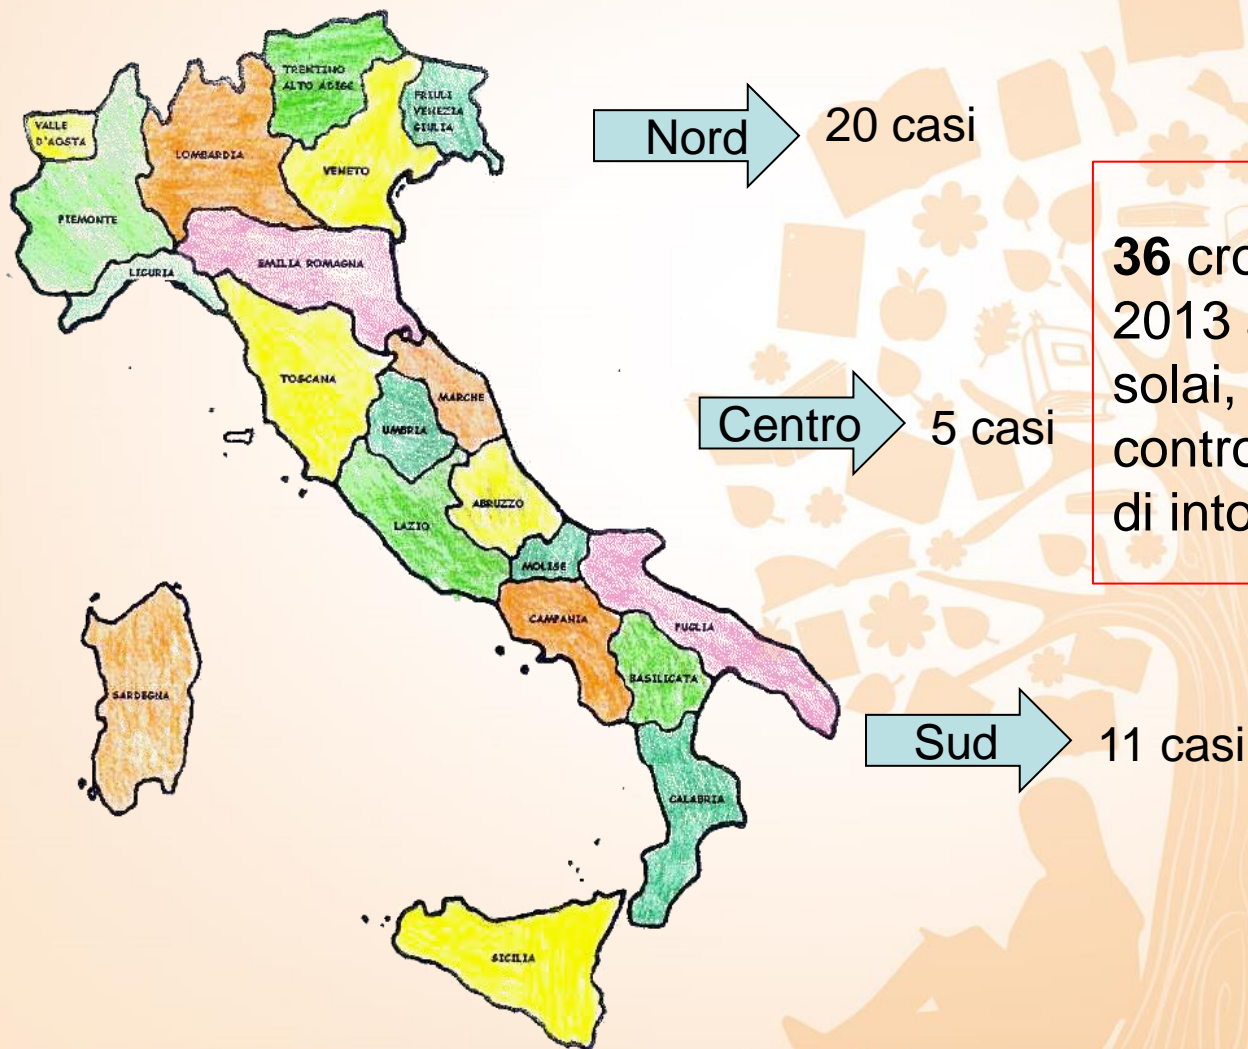 TRENTINO
ALTO ADIGE
FRIULI
VENEZIA
GIULIA
VALLE
D'AOSTA
LOMBARDIA
VENETO
PIEMONTE
EMILIA ROMAGNA
LIGURIA
TOSCANA
MARCHE
UMBRIA
ABRUZZO
LAZIO
MOLISE
CAMPANIA
PUGLIA
BASILICATA
SARDEGNA
CALABRIA
SICILIA
Nord
20 casi
Centro
5 casi
Sud
11 casi
36
2013
solai,
di